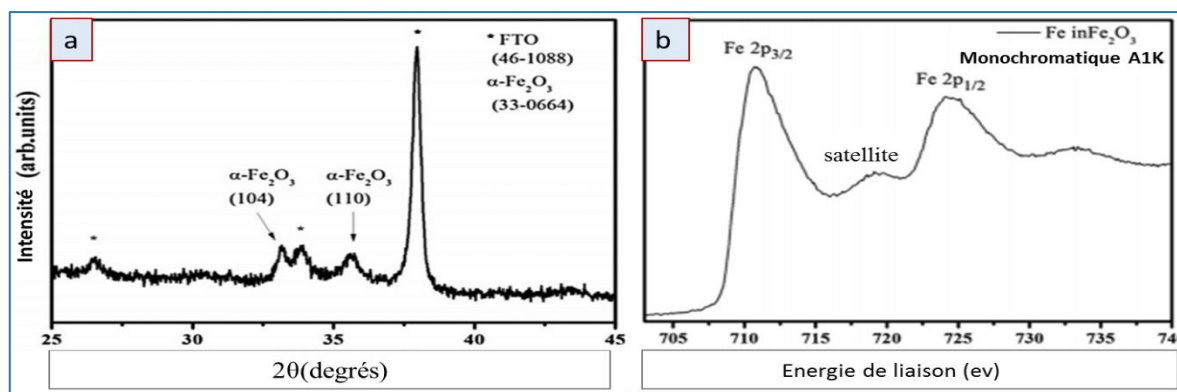 a
* FTO
(46-1088)
α-Fe₂O₃
(33-0664)
α-Fe₂O₃
(104)
α-Fe₂O₃
(110)
*
*
*
Intensité (arb.units)
25 30 35 40 45
2θ(degrés)
b
Fe inFe₂O₃
Monochromatique A1K
Fe 2p₃/₂
Fe 2p₁/₂
satellite
705 710 715 720 725 730 735 740
Energie de liaison (ev)